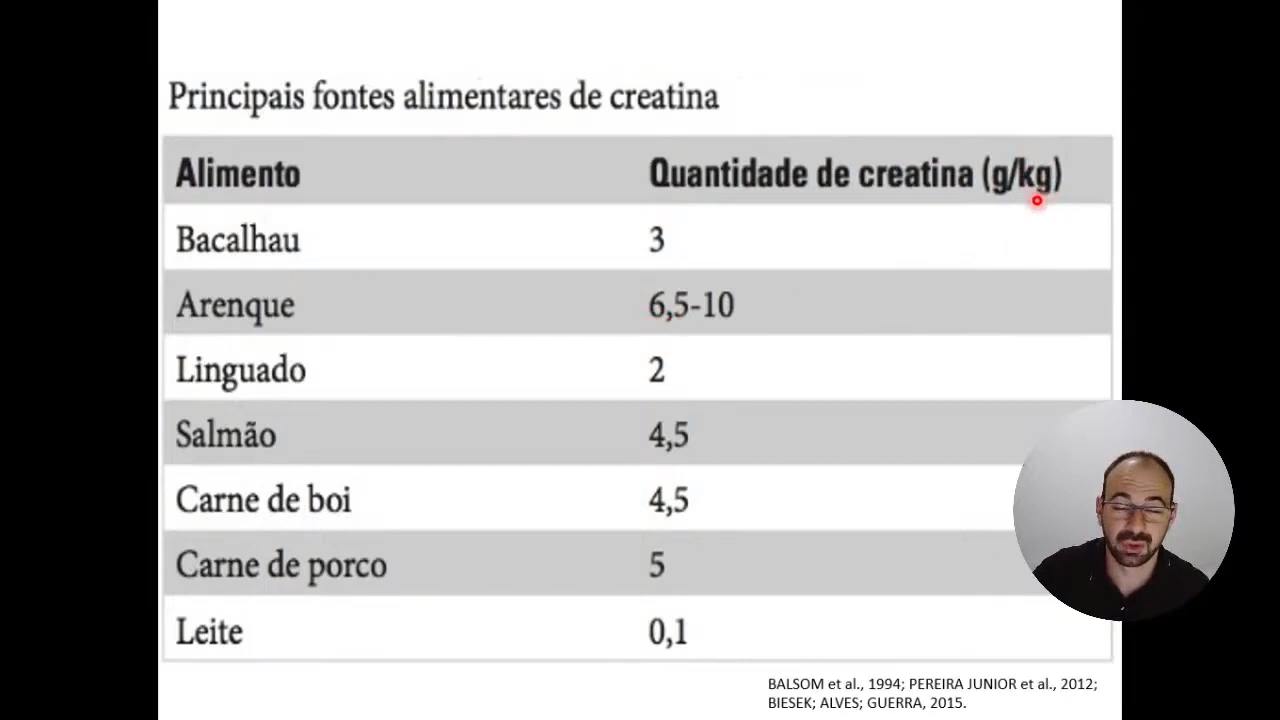 Principais fontes alimentares de creatina
Alimento Quantidade de creatina (g/kg)
Bacalhau 3
Arenque 6,5-10
Linguado 2
Salmão 4,5
Carne de boi 4,5
Carne de porco 5
Leite 0,1
BALSOM et al., 1994; PEREIRA JUNIOR et al., 2012;
BIESEK; ALVES; GUERRA, 2015.